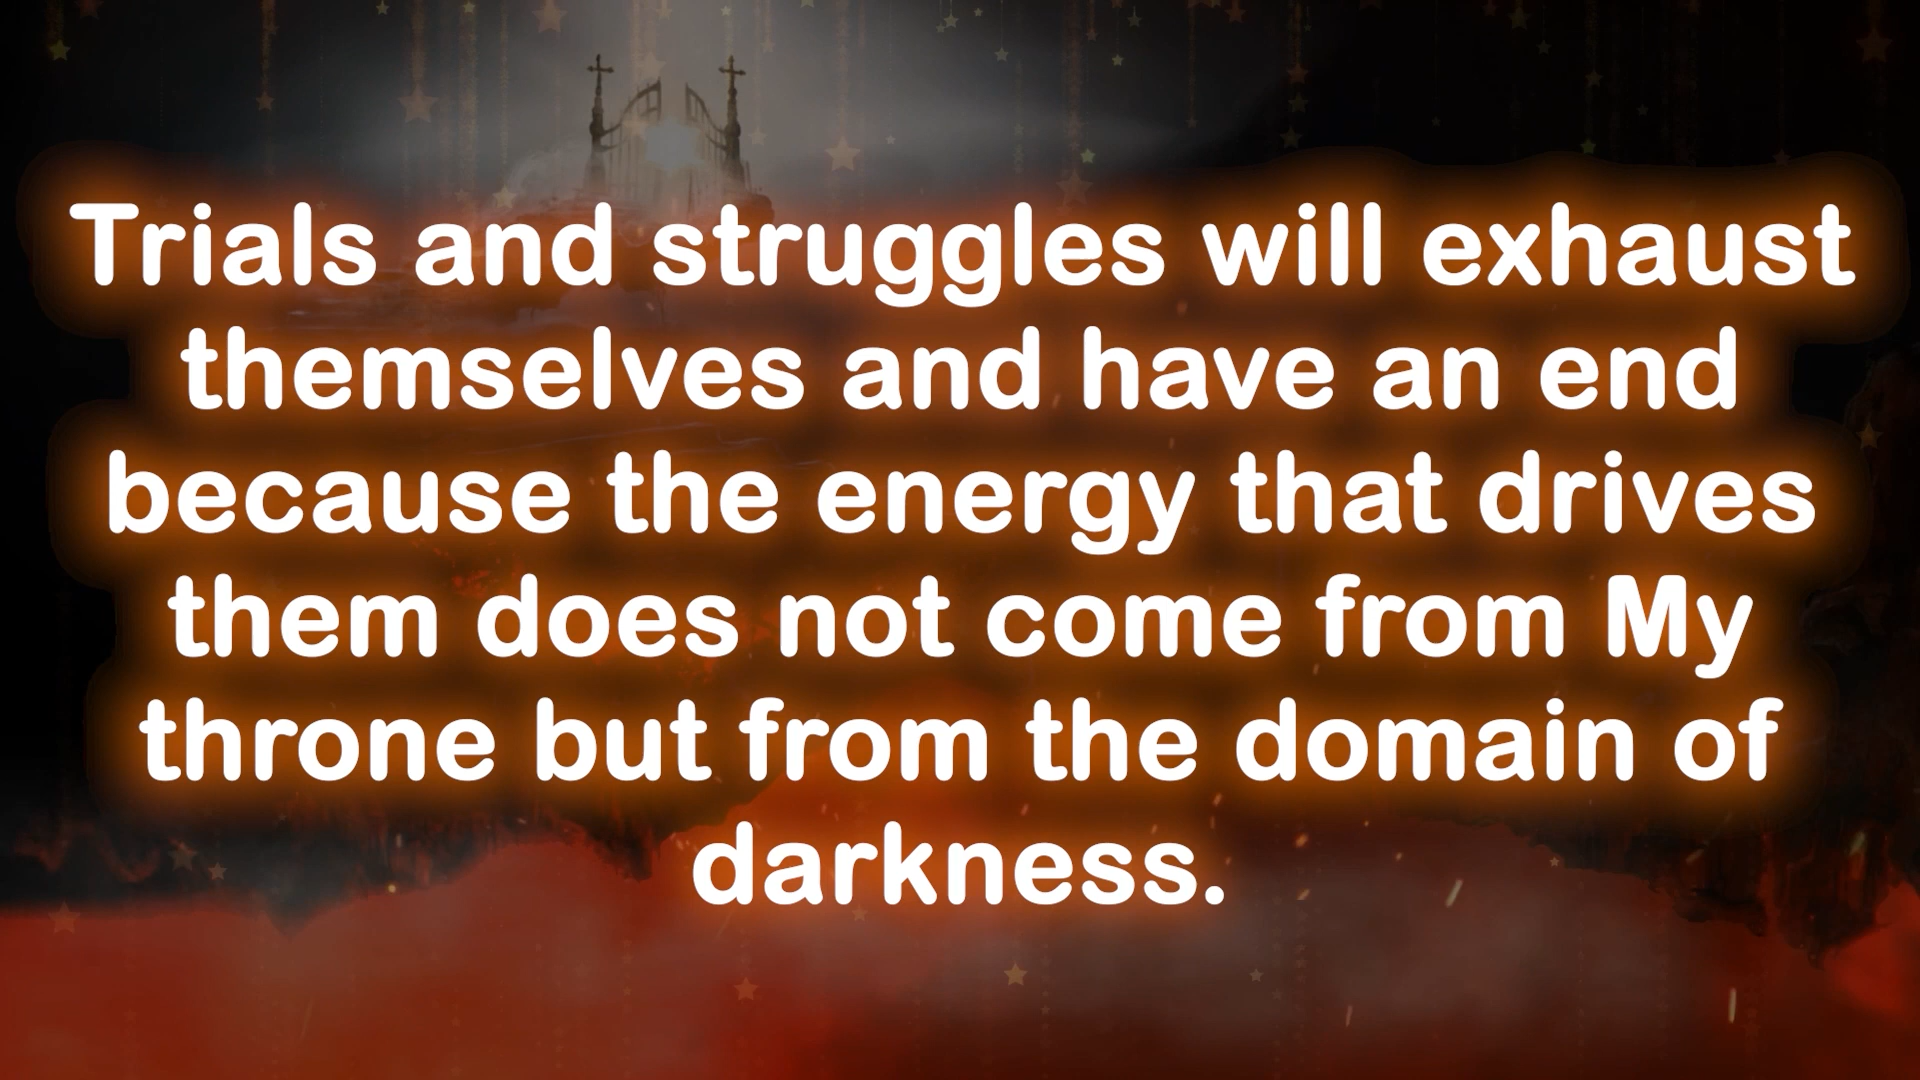 Trials and struggles will exhaust
themselves and have an end
because the energy that drives
them does not come from My
throne but from the domain of
darkness.